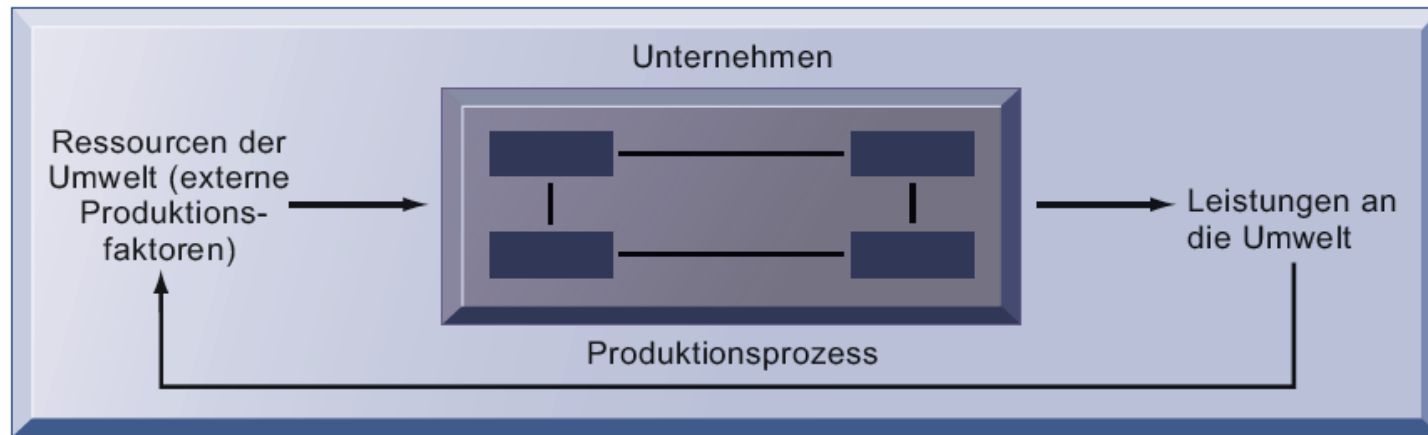 Unternehmen
Ressourcen der
Umwelt (externe
Produktions-
faktoren)
Leistungen an
die Umwelt
Produktionsprozess